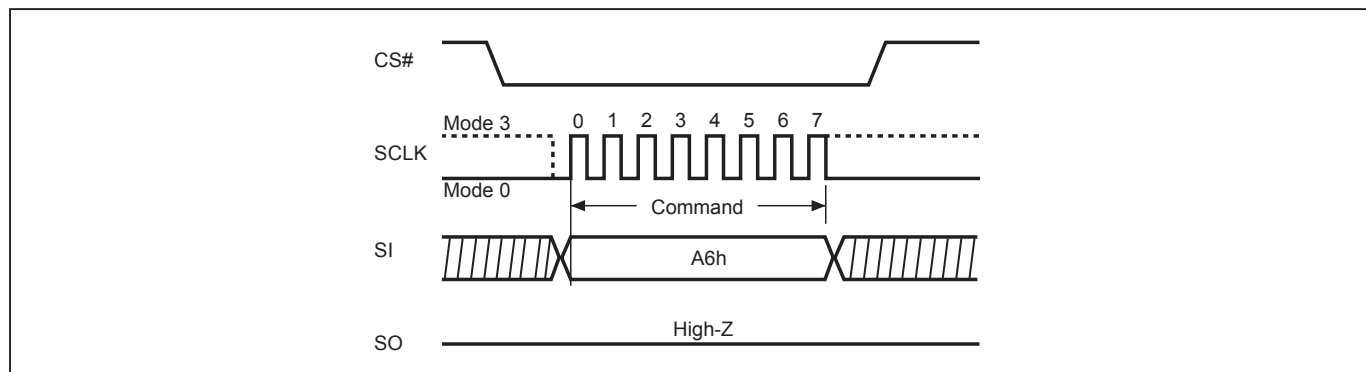 CS#
Mode 3
0 1 2 3 4 5 6 7
SCLK
Mode 0
Command
SI
A6h
High-Z
SO